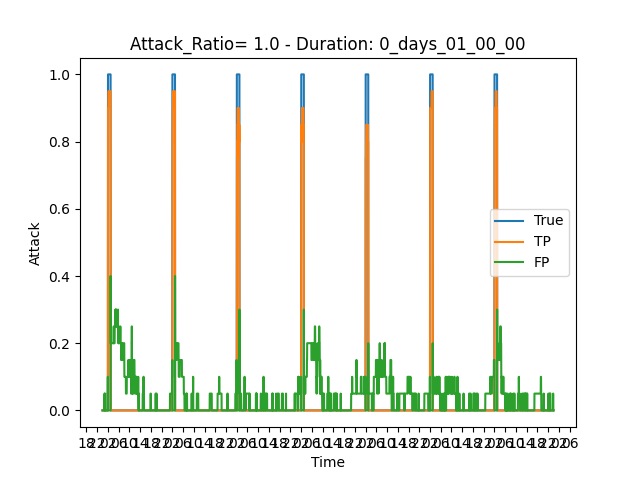 Attack_Ratio= 1.0 - Duration: 0_days_01_00_00
Attack
1.0
0.8
0.6
0.4
0.2
0.0
True
TP
FP
Time